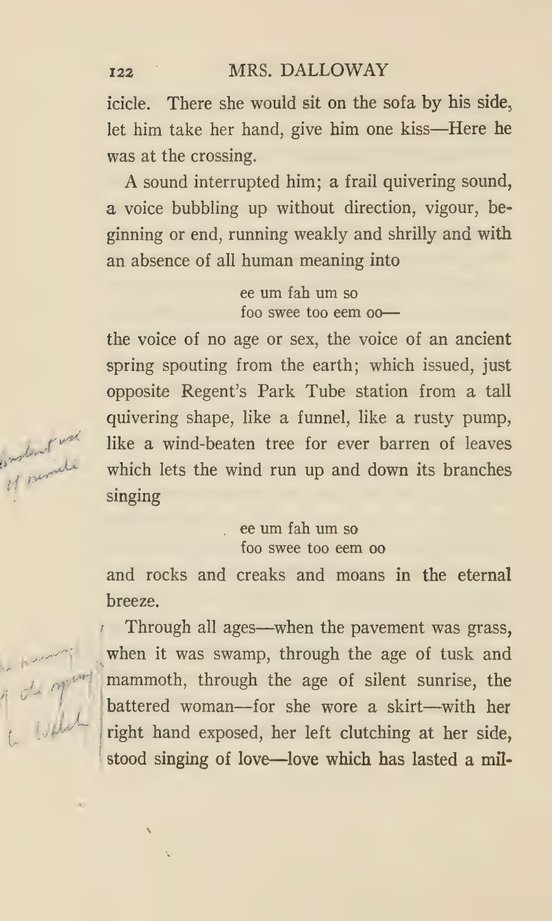 122 MRS. DALLOWAY
icicle. There she would sit on the sofa by his side,
let him take her hand, give him one kiss—Here he
was at the crossing.
A sound interrupted him; a frail quivering sound,
a voice bubbling up without direction, vigour, be-
ginning or end, running weakly and shrilly and with
an absence of all human meaning into
ee um fah um so
foo swee too eem oo—
the voice of no age or sex, the voice of an ancient
spring spouting from the earth; which issued, just
opposite Regent's Park Tube station from a tall
quivering shape, like a funnel, like a rusty pump,
like a wind-beaten tree for ever barren of leaves
which lets the wind run up and down its branches
singing
ee um fah um so
foo swee too eem oo
and rocks and creaks and moans in the eternal
breeze.
Through all ages—when the pavement was grass,
when it was swamp, through the age of tusk and
mammoth, through the age of silent sunrise, the
battered woman—for she wore a skirt—with her
right hand exposed, her left clutching at her side,
stood singing of love—love which has lasted a mil-
use
of
of the
to Walsh